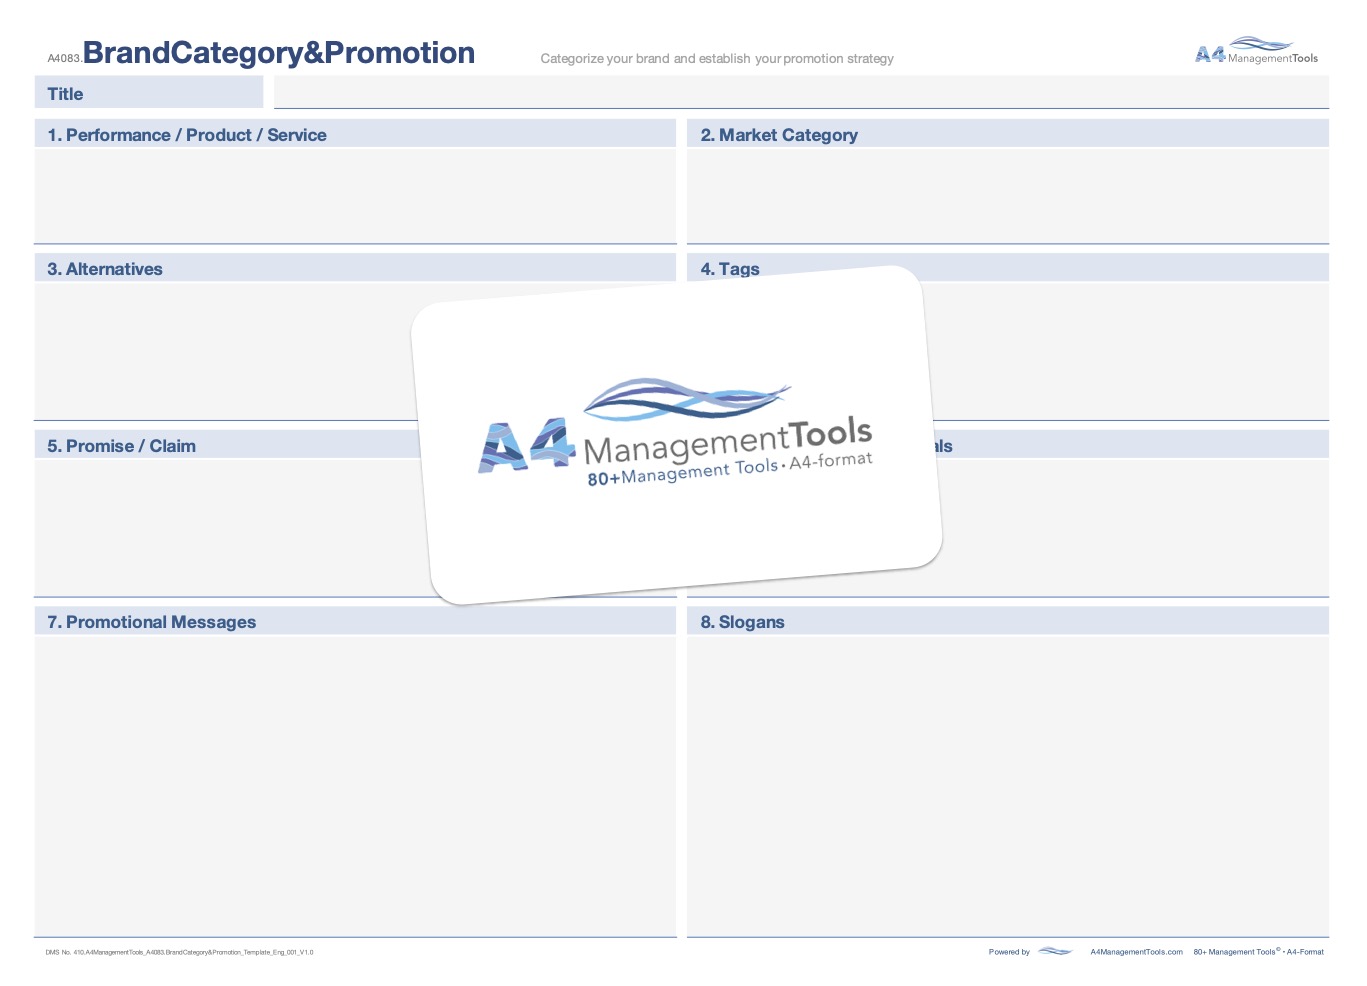 A4083.BrandCategory&Promotion
Categorize your brand and establish your promotion strategy
A4 ManagementTools
Title
1. Performance / Product / Service
2. Market Category
3. Alternatives
4. Tags
A4 ManagementTools
80+Management Tools · A4-format
5. Promise / Claim
7. Promotional Messages
8. Slogans
DMS No. 410.A4ManagementTools_A4083.BrandCategory&Promotion_Template_Eng_001_V1.0
Powered by A4ManagementTools.com 80+ Management Tools® · A4-Format